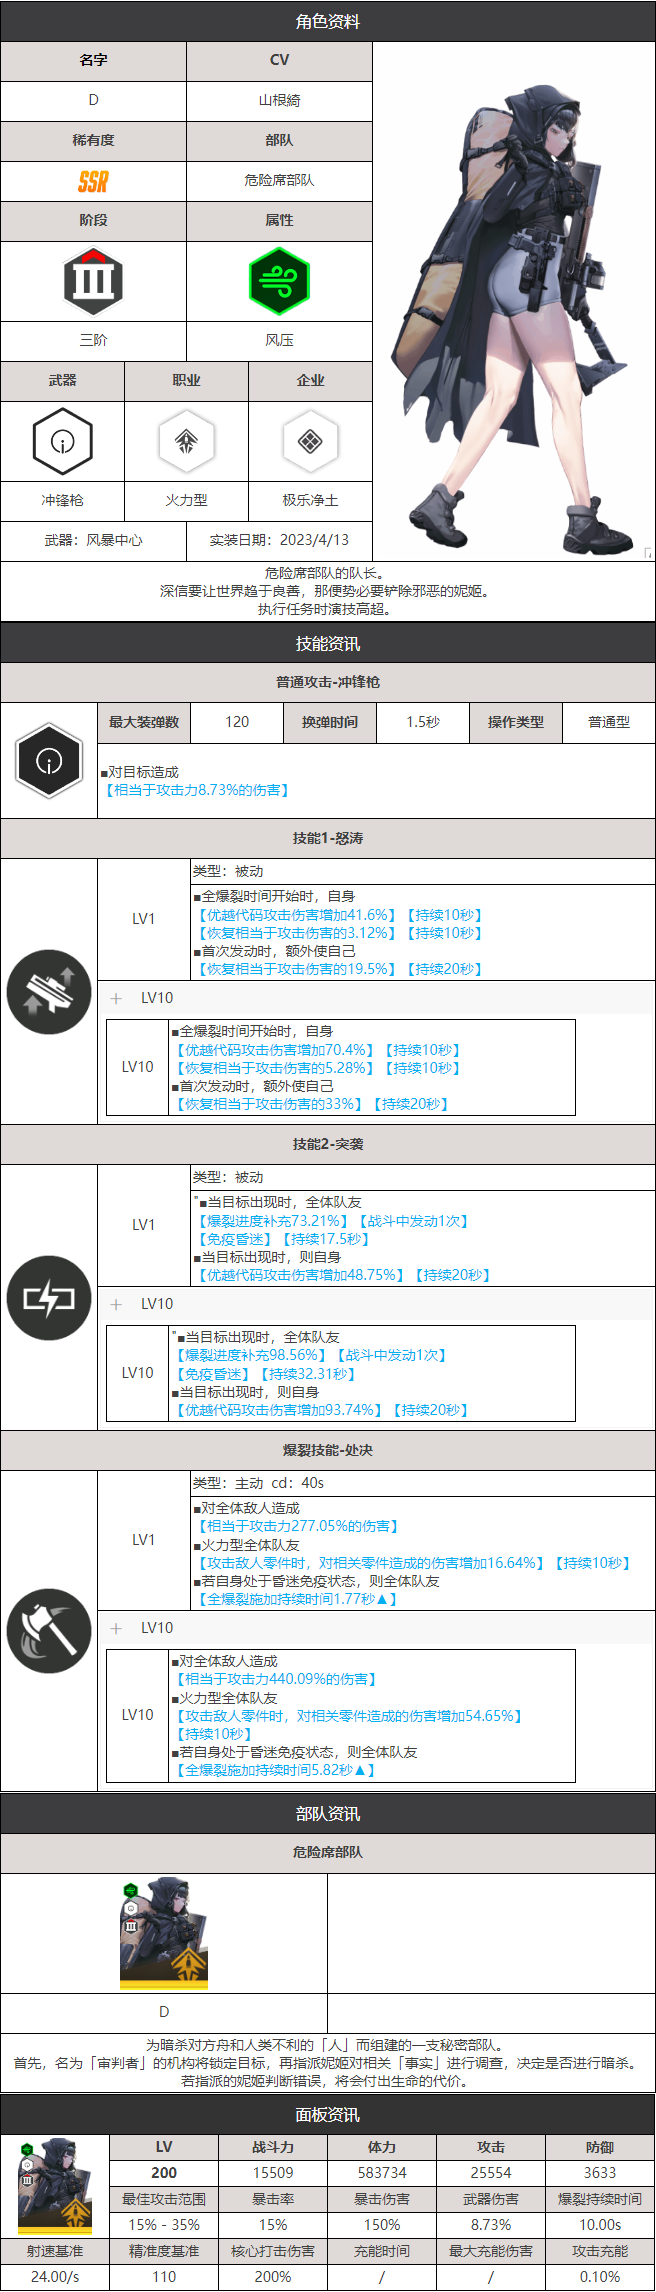 角色资料
名字 CV
D 山根綺
稀有度 部队
SSR 危险席部队
阶段 属性
三阶 风压
武器 职业 企业
冲锋枪 火力型 极乐净土
武器：风暴中心 实装日期：2023/4/13
危险席部队的队长。
深信要让世界趋于良善，那便势必要铲除邪恶的妮姬。
执行任务时演技高超。
技能资讯
普通攻击-冲锋枪
最大装弹数 120 换弹时间 1.5秒 操作类型 普通型
■对目标造成
【相当于攻击力8.73%的伤害】
技能1-怒涛
LV1
类型：被动
■全爆裂时间开始时，自身
【优越代码攻击伤害增加41.6%】【持续10秒】
【恢复相当于攻击伤害的3.12%】【持续10秒】
■首次发动时，额外使自己
【恢复相当于攻击伤害的19.5%】【持续20秒】
+ LV10
LV10
■全爆裂时间开始时，自身
【优越代码攻击伤害增加70.4%】【持续10秒】
【恢复相当于攻击伤害的5.28%】【持续10秒】
■首次发动时，额外使自己
【恢复相当于攻击伤害的33%】【持续20秒】
技能2-突袭
LV1
类型：被动
"■当目标出现时，全体队友
【爆裂进度补充73.21%】【战斗中发动1次】
【免疫昏迷】【持续17.5秒】
■当目标出现时，则自身
【优越代码攻击伤害增加48.75%】【持续20秒】
+ LV10
LV10
"■当目标出现时，全体队友
【爆裂进度补充98.56%】【战斗中发动1次】
【免疫昏迷】【持续32.31秒】
■当目标出现时，则自身
【优越代码攻击伤害增加93.74%】【持续20秒】
爆裂技能-处决
LV1
类型：主动 cd：40s
■对全体敌人造成
【相当于攻击力277.05%的伤害】
■火力型全体队友
【攻击敌人零件时，对相关零件造成的伤害增加16.64%】【持续10秒】
■若自身处于昏迷免疫状态，则全体队友
【全爆裂施加持续时间1.77秒▲】
+ LV10
LV10
■对全体敌人造成
【相当于攻击力440.09%的伤害】
■火力型全体队友
【攻击敌人零件时，对相关零件造成的伤害增加54.65%】
【持续10秒】
■若自身处于昏迷免疫状态，则全体队友
【全爆裂施加持续时间5.82秒▲】
部队资讯
危险席部队
D
为暗杀对方舟和人类不利的「人」而组建的一支秘密部队。
首先，名为「审判者」的机构将锁定目标，再指派妮姬对相关「事实」进行调查，决定是否进行暗杀。
若指派的妮姬判断错误，将会付出生命的代价。
面板资讯
LV 战斗力 体力 攻击 防御
200 15509 583734 25554 3633
最佳攻击范围 暴击率 暴击伤害 武器伤害 爆裂持续时间
15% - 35% 15% 150% 8.73% 10.00s
射速基准 精准度基准 核心打击伤害 充能时间 最大充能伤害 攻击充能
24.00/s 110 200% / / 0.10%